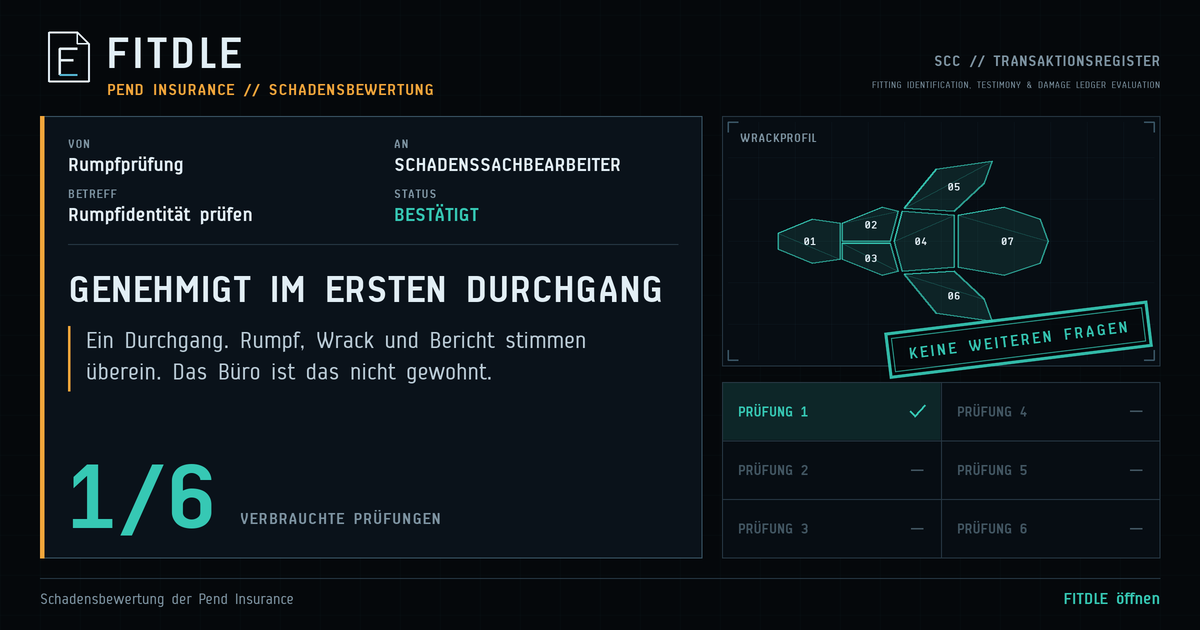 FITDLE
PEND INSURANCE // SCHADENSBEWERTUNG
SCC // TRANSAKTIONSREGISTER
FITTING IDENTIFICATION, TESTIMONY & DAMAGE LEDGER EVALUATION
VON
Rumpfprüfung
AN
SCHADENSSACHBEARBEITER
BETREFF
Rumpfidentität prüfen
STATUS
BESTÄTIGT
GENEHMIGT IM ERSTEN DURCHGANG
Ein Durchgang. Rumpf, Wrack und Bericht stimmen
überein. Das Büro ist das nicht gewohnt.
1/6
VERBRAUCHTE PRÜFUNGEN
WRACKPROFIL
05
02
01
04
07
03
06
KEINE WEITEREN FRAGEN
PRÜFUNG 1
PRÜFUNG 4
PRÜFUNG 2
PRÜFUNG 5
PRÜFUNG 3
PRÜFUNG 6
Schadensbewertung der Pend Insurance
FITDLE öffnen